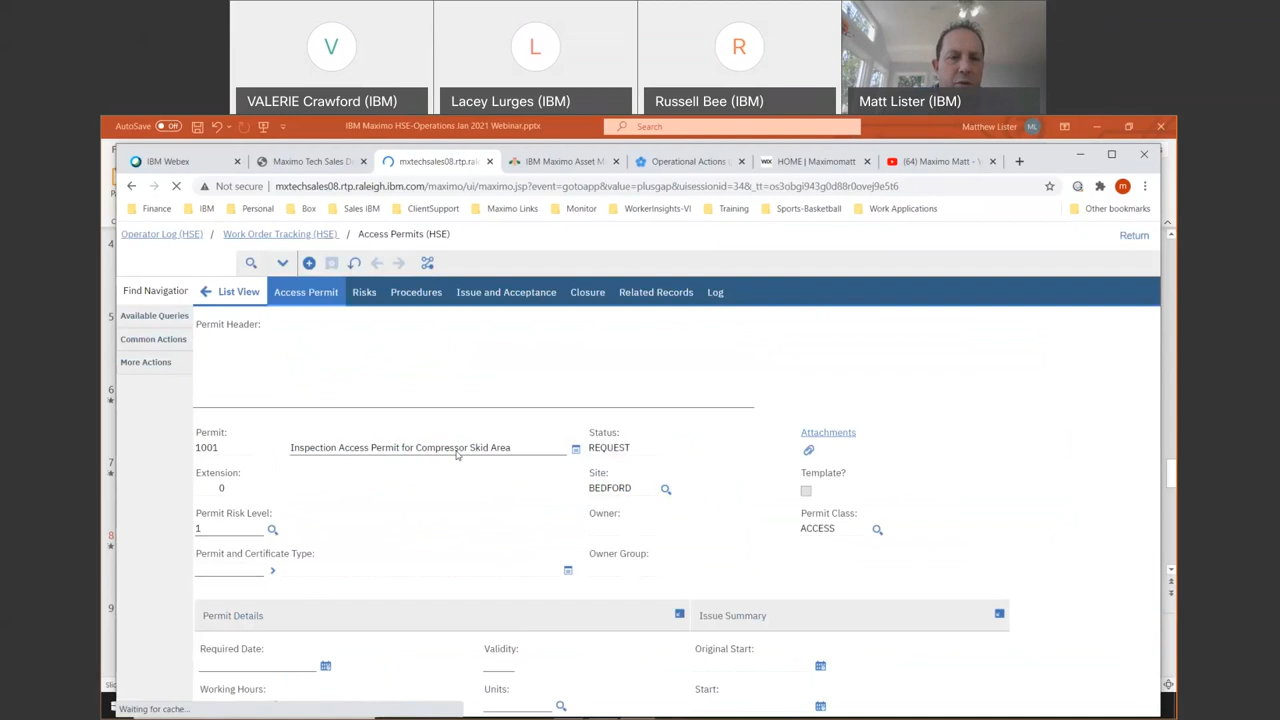 V
L
R
VALERIE Crawford (IBM)
Lacey Lurges (IBM)
Russell Bee (IBM)
Matt Lister (IBM)
AutoSave Off
IBM Maximo HSE-Operations Jan 2021 Webinar.pptx
Search
Matthew Lister ML
IBM Webex
Maximo Tech Sales D
mxtechsales08.rtp.ral
IBM Maximo Asset M
Operational Actions (
WIX HOME | Maximomatt
(64) Maximo Matt -
Not secure mxtechsales08.rtp.raleigh.ibm.com/maximo/ui/maximo.jsp?event=gotoapp&value=plusgap&uisessionid=34&_tt=os3obgi943g0d88r0ovej9e5t6
m
Finance
IBM
Personal
Box
Sales IBM
ClientSupport
Maximo Links
Monitor
WorkerInsights-VI
Training
Sports-Basketball
Work Applications
Other bookmarks
Operator Log (HSE) Work Order Tracking (HSE) / Access Permits (HSE)
Return
Find Navigation
List View
Access Permit
Risks
Procedures
Issue and Acceptance
Closure
Related Records
Log
Available Queries
Common Actions
More Actions
Permit Header:
Permit:
1001
Inspection Access Permit for Compressor Skid Area
Status:
REQUEST
Attachments
Extension:
0
Site:
BEDFORD
Template?
Permit Risk Level:
1
Owner:
Permit Class:
ACCESS
Permit and Certificate Type:
Owner Group:
Permit Details
Issue Summary
Required Date:
Validity:
Original Start:
Working Hours:
Units:
Start:
Waiting for cache...
4
5
6
7
8
9